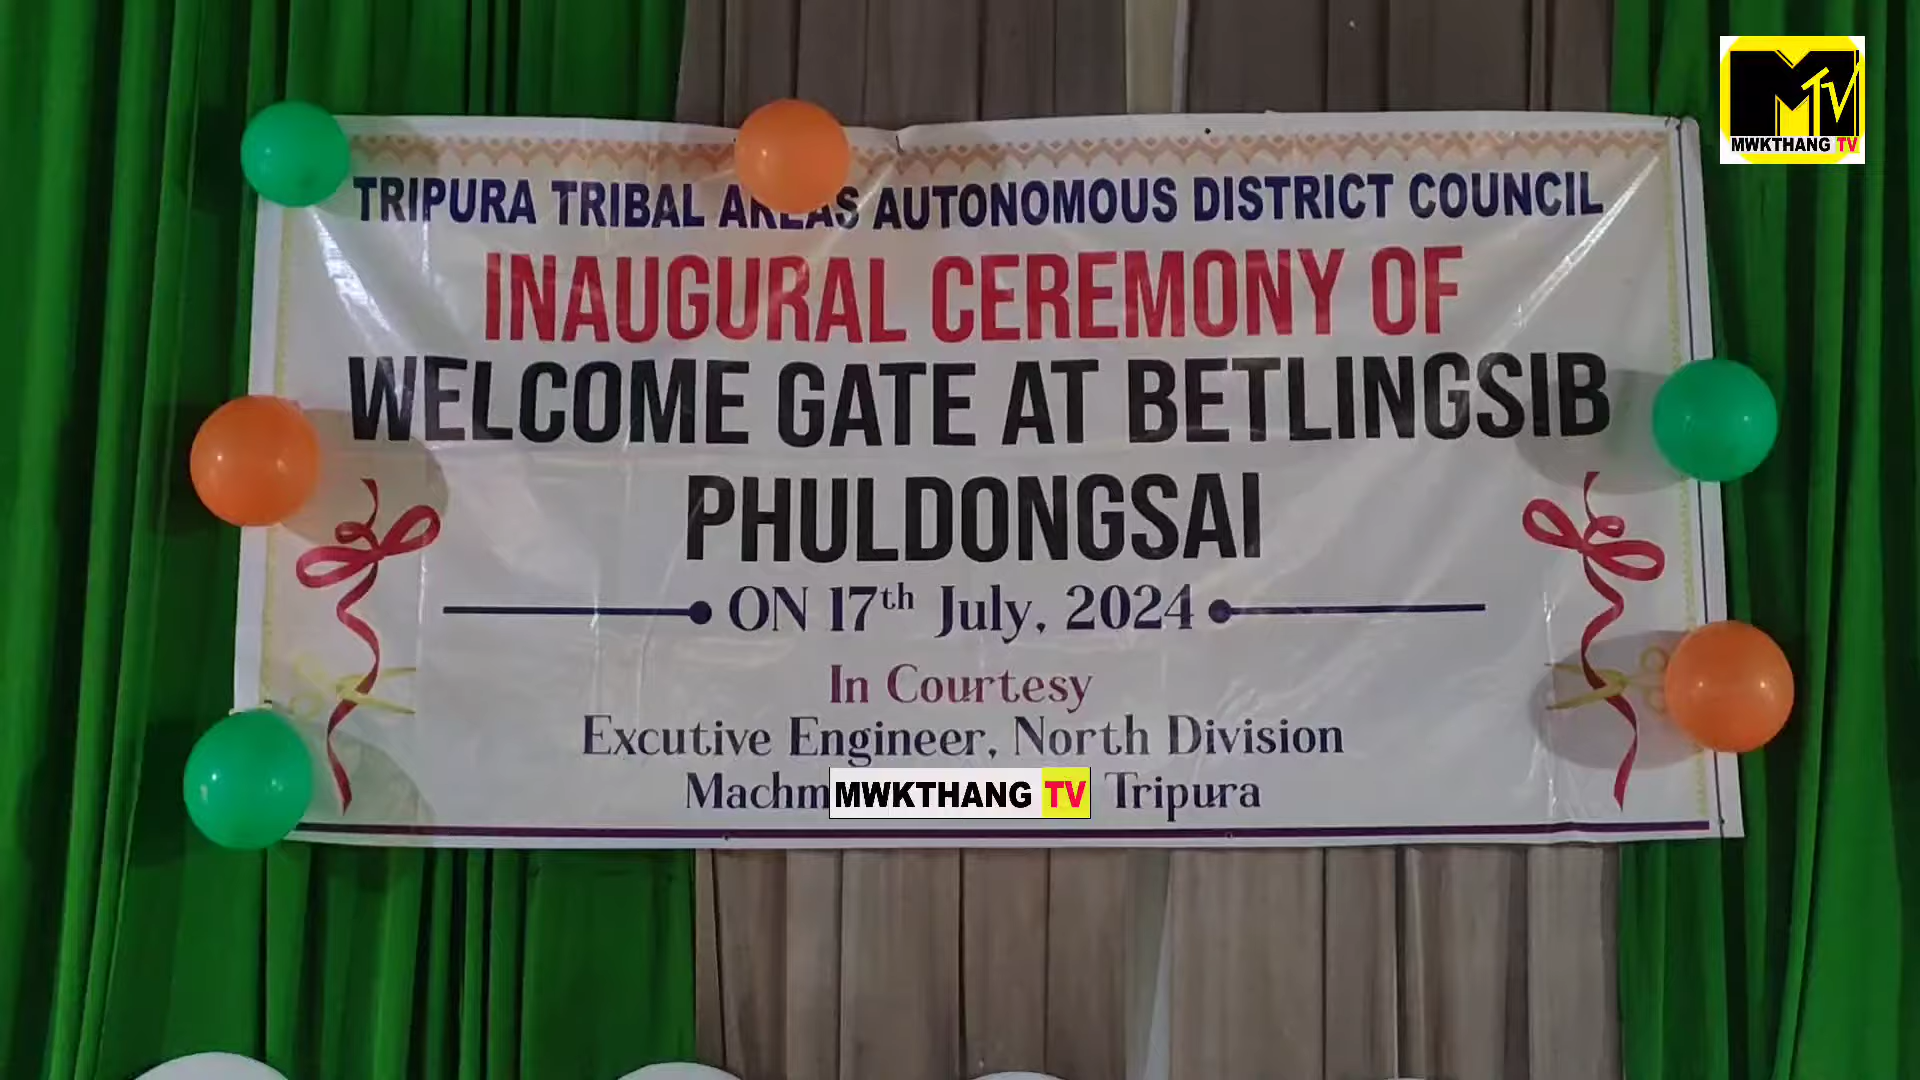 MTV
MWKTHANG TV
TRIPURA TRIBAL AREAS AUTONOMOUS DISTRICT COUNCIL
INAUGURAL CEREMONY OF
WELCOME GATE AT BETLINGSIB
PHULDONGSAI
ON 17th July, 2024
In Courtesy
Excutive Engineer, North Division
MWKTHANG TV Tripura